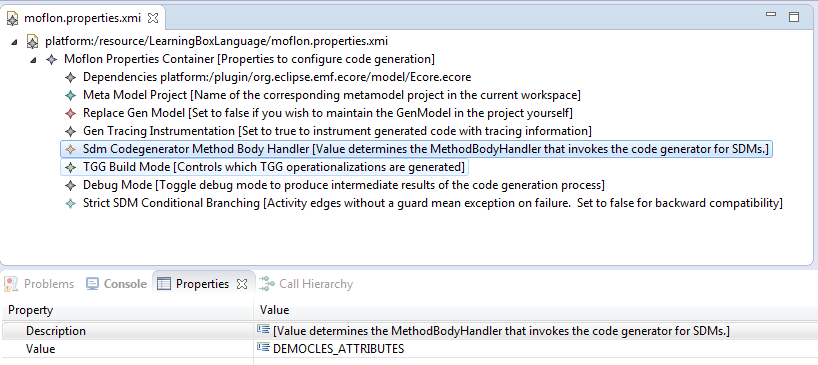 moflon.properties.xmi
platform:/resource/LearningBoxLanguage/moflon.properties.xmi
Moflon Properties Container [Properties to configure code generation]
Dependencies platform:/plugin/org.eclipse.emf.ecore/model/Ecore.ecore
Meta Model Project [Name of the corresponding metamodel project in the current workspace]
Replace Gen Model [Set to false if you wish to maintain the GenModel in the project yourself]
Gen Tracing Instrumentation [Set to true to instrument generated code with tracing information]
Sdm Codegenerator Method Body Handler [Value determines the MethodBodyHandler that invokes the code generator for SDMs.]
TGG Build Mode [Controls which TGG operationalizations are generated]
Debug Mode [Toggle debug mode to produce intermediate results of the code generation process]
Strict SDM Conditional Branching [Activity edges without a guard mean exception on failure.  Set to false for backward compatibility]
Problems Console Properties Call Hierarchy
Property Value
Description [Value determines the MethodBodyHandler that invokes the code generator for SDMs.]
Value DEMOCLES_ATTRIBUTES